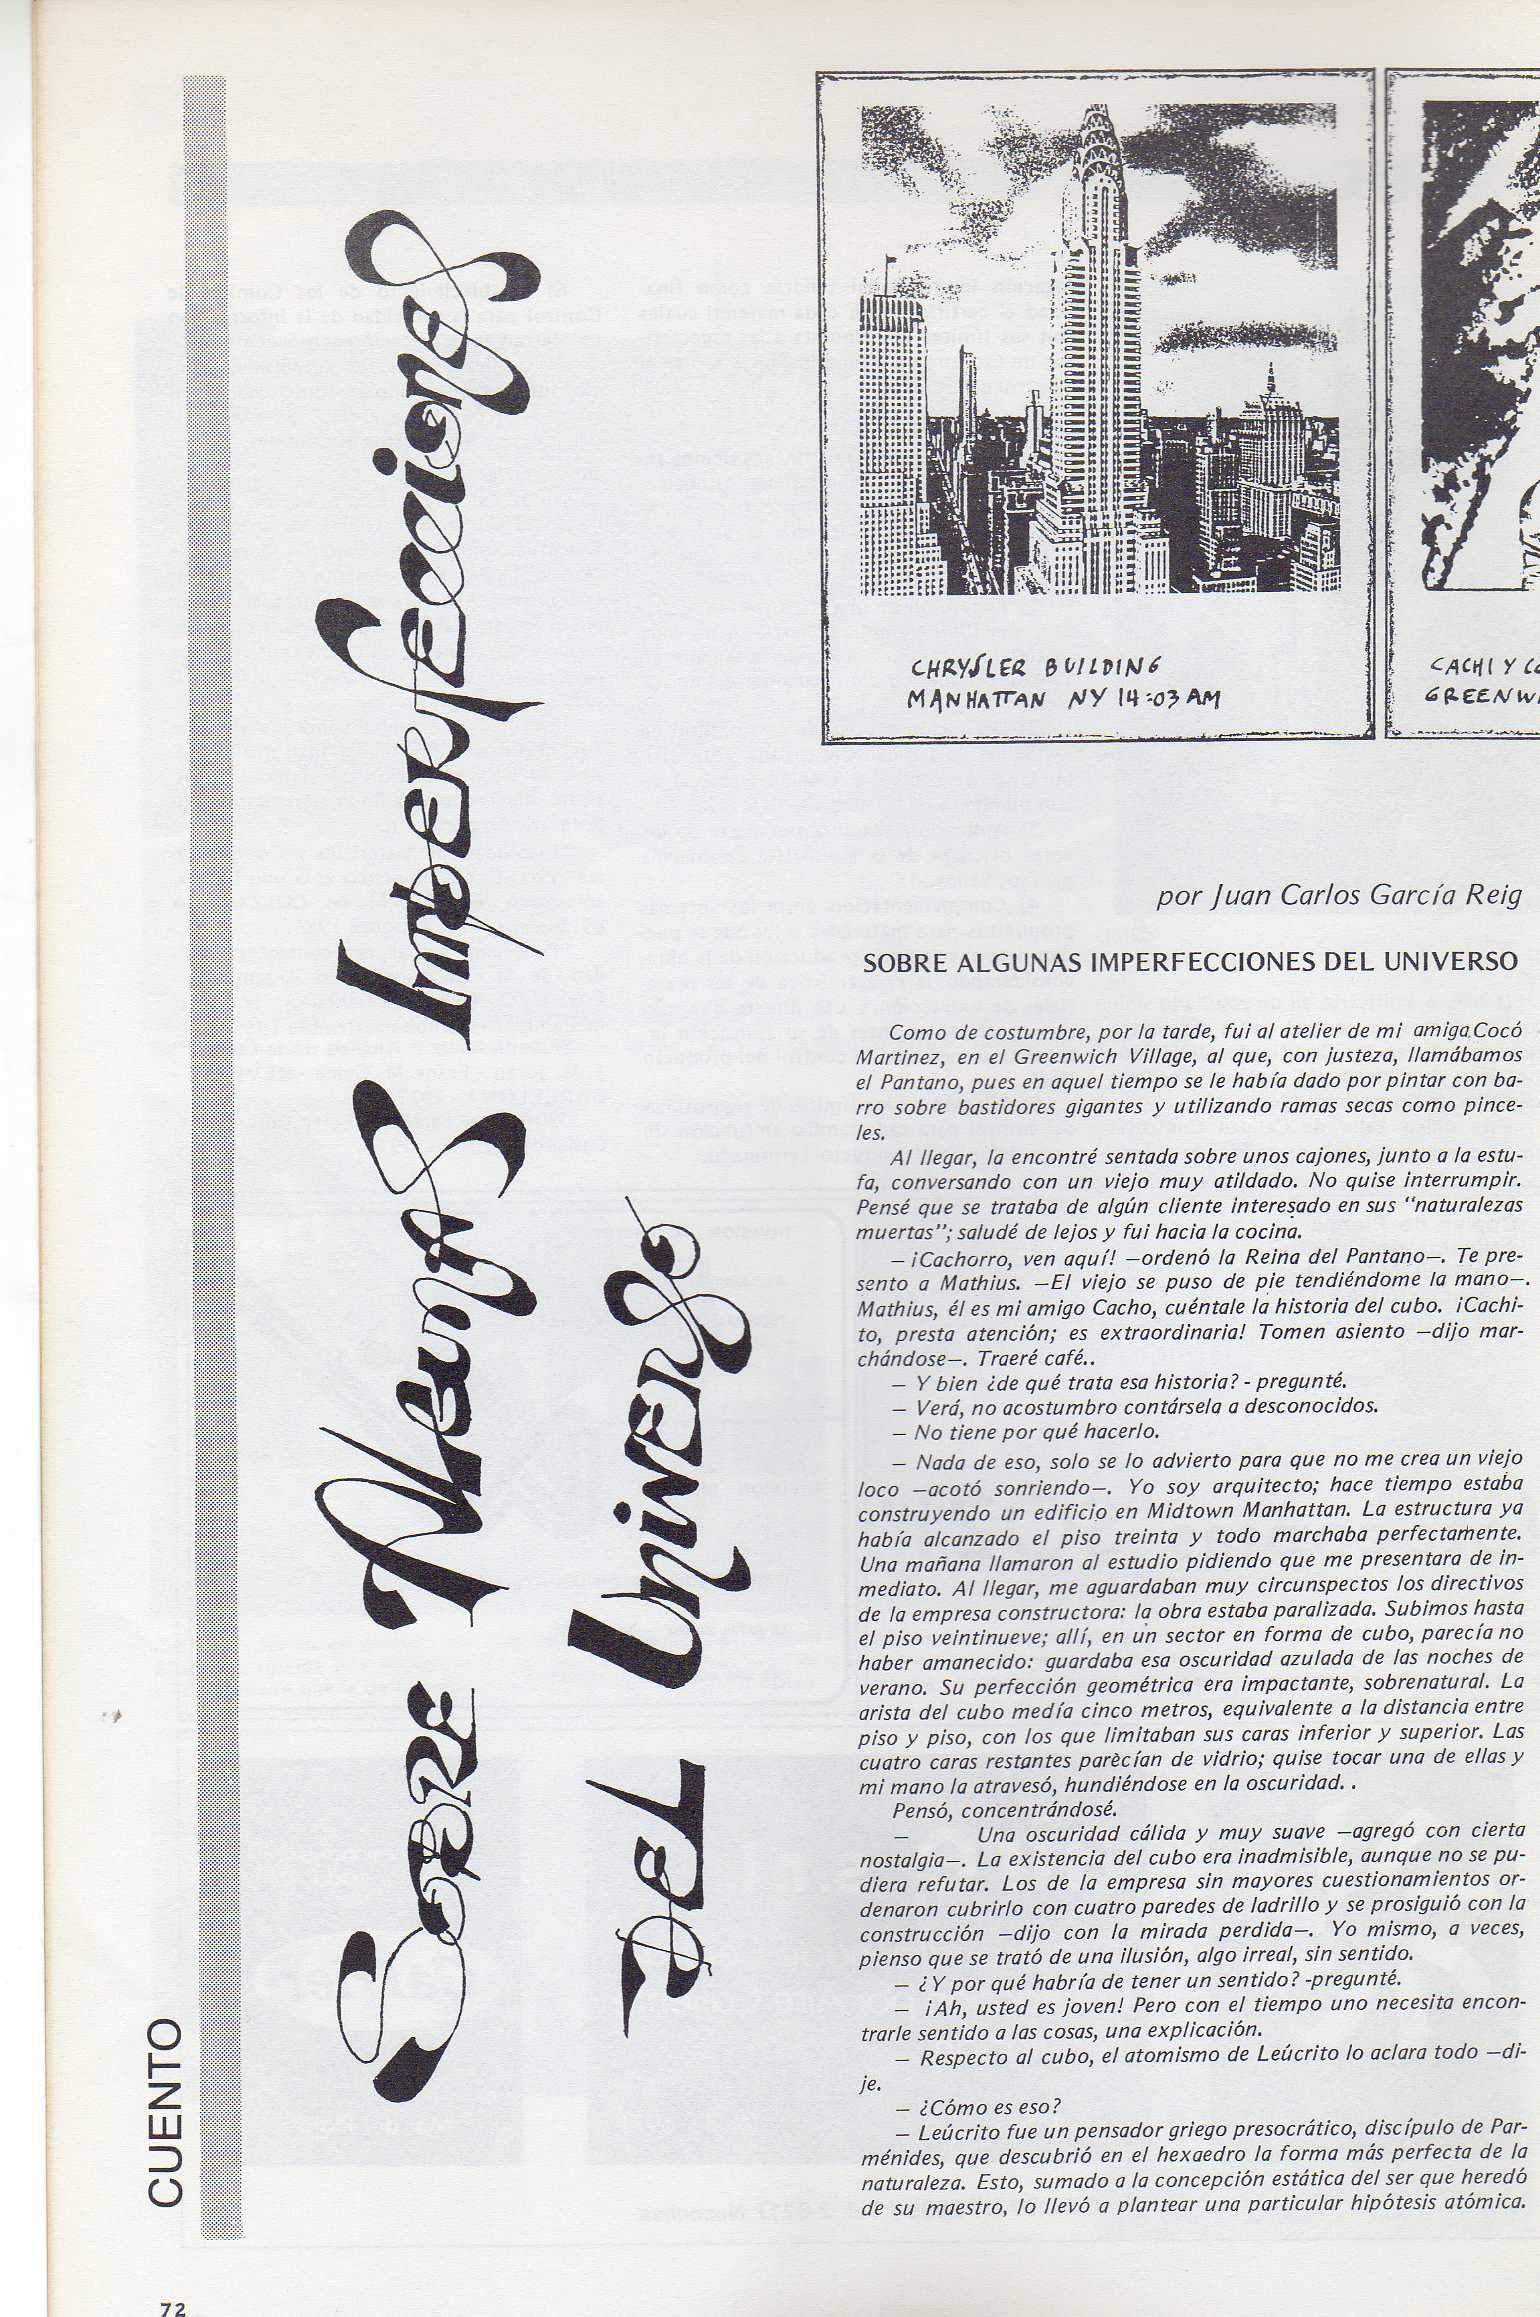 CUENTO
SOBRE ALGUNAS IMPERFECCIONES
DEL UNIVERSO
CHRYSLER BUILDING
MANHATTAN NY 14:03 AM
CACHI Y
por Juan Carlos García Reig
SOBRE ALGUNAS IMPERFECCIONES DEL UNIVERSO
Como de costumbre, por la tarde, fui al atelier de mi amiga Cocó
Martinez, en el Greenwich Village, al que, con justeza, llamábamos
el Pantano, pues en aquel tiempo se le había dado por pintar con ba-
rro sobre bastidores gigantes y utilizando ramas secas como pince-
les.
Al llegar, la encontré sentada sobre unos cajones, junto a la estu-
fa, conversando con un viejo muy atildado. No quise interrumpir.
Pensé que se trataba de algún cliente interesado en sus "naturalezas
muertas"; saludé de lejos y fui hacia la cocina.
— ¡Cachorro, ven aquí! —ordenó la Reina del Pantano—. Te pre-
sento a Mathius. —El viejo se puso de pie tendiéndome la mano—.
Mathius, él es mi amigo Cacho, cuéntale la historia del cubo. ¡Cachi-
to, presta atención; es extraordinaria! Tomen asiento —dijo mar-
chándose—. Traeré café..
— Y bien ¿de qué trata esa historia? - pregunté.
— Verá, no acostumbro contársela a desconocidos.
— No tiene por qué hacerlo.
— Nada de eso, solo se lo advierto para que no me crea un viejo
loco —acotó sonriendo—. Yo soy arquitecto; hace tiempo estaba
construyendo un edificio en Midtown Manhattan. La estructura ya
había alcanzado el piso treinta y todo marchaba perfectamente.
Una mañana llamaron al estudio pidiendo que me presentara de in-
mediato. Al llegar, me aguardaban muy circunspectos los directivos
de la empresa constructora: la obra estaba paralizada. Subimos hasta
el piso veintinueve; allí, en un sector en forma de cubo, parecía no
haber amanecido: guardaba esa oscuridad azulada de las noches de
verano. Su perfección geométrica era impactante, sobrenatural. La
arista del cubo medía cinco metros, equivalente a la distancia entre
piso y piso, con los que limitaban sus caras inferior y superior. Las
cuatro caras restantes parècían de vidrio; quise tocar una de ellas y
mi mano la atravesó, hundiéndose en la oscuridad. .
Pensó, concentrándosé.
— Una oscuridad cálida y muy suave —agregó con cierta
nostalgia—. La existencia del cubo era inadmisible, aunque no se pu-
diera refutar. Los de la empresa sin mayores cuestionamientos or-
denaron cubrirlo con cuatro paredes de ladrillo y se prosiguió con la
construcción —dijo con la mirada perdida—. Yo mismo, a veces,
pienso que se trató de una ilusión, algo irreal, sin sentido.
— ¿Y por qué habría de tener un sentido? -pregunté.
— ¡Ah, usted es joven! Pero con el tiempo uno necesita encon-
trarle sentido a las cosas, una explicación.
— Respecto al cubo, el atomismo de Leúcrito lo aclara todo —di-
je.
— ¿Cómo es eso?
— Leúcrito fue un pensador griego presocrático, discípulo de Par-
ménides, que descubrió en el hexaedro la forma más perfecta de la
naturaleza. Esto, sumado a la concepción estática del ser que heredó
de su maestro, lo llevó a plantear una particular hipótesis atómica.
72